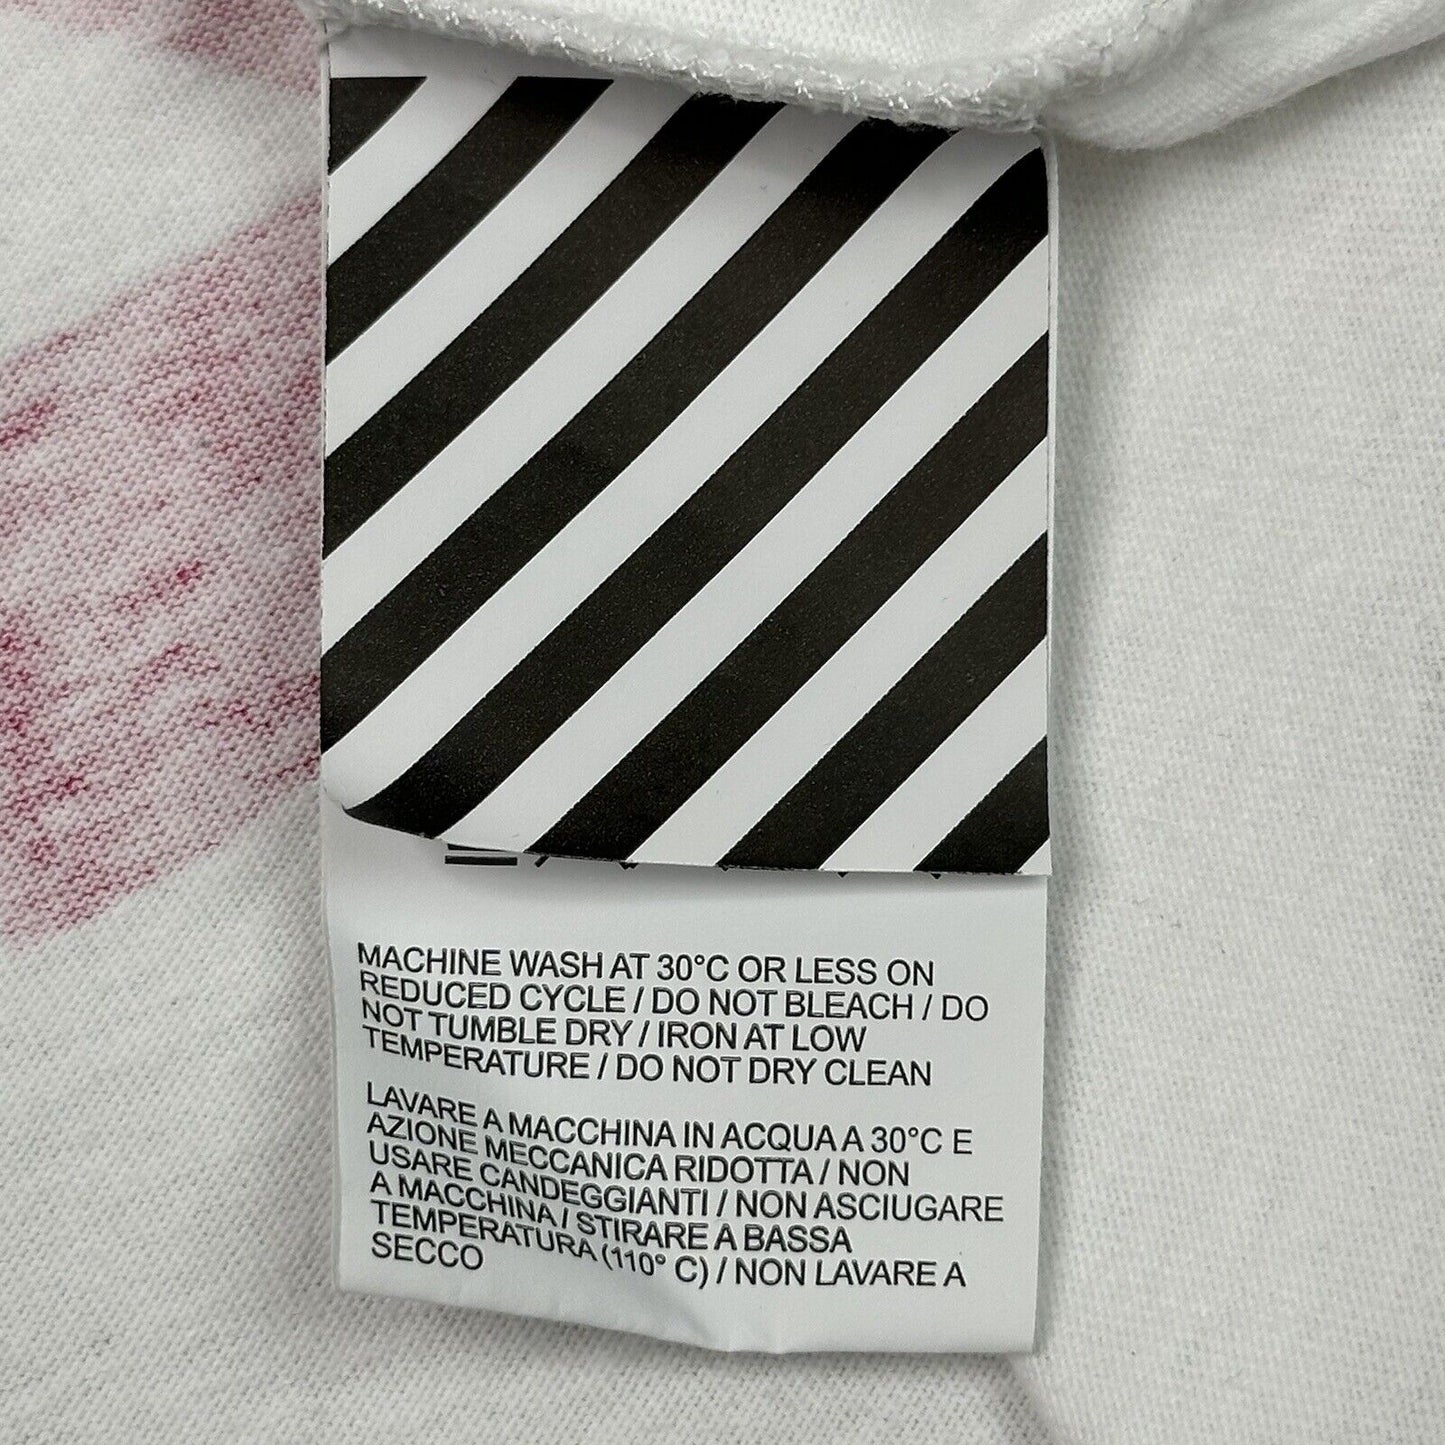 MACHINE WASH AT 30°C OR LESS ON
REDUCED CYCLE / DO NOT BLEACH / DO
NOT TUMBLE DRY / IRON AT LOW
TEMPERATURE / DO NOT DRY CLEAN
LAVARE A MACCHINA IN ACQUA A 30°C E
AZIONE MECCANICA RIDOTTA / NON
USARE CANDEGGIANTI / NON ASCIUGARE
A MACCHINA / STIRARE A BASSA
TEMPERATURA (110° C) / NON LAVARE A
SECCO